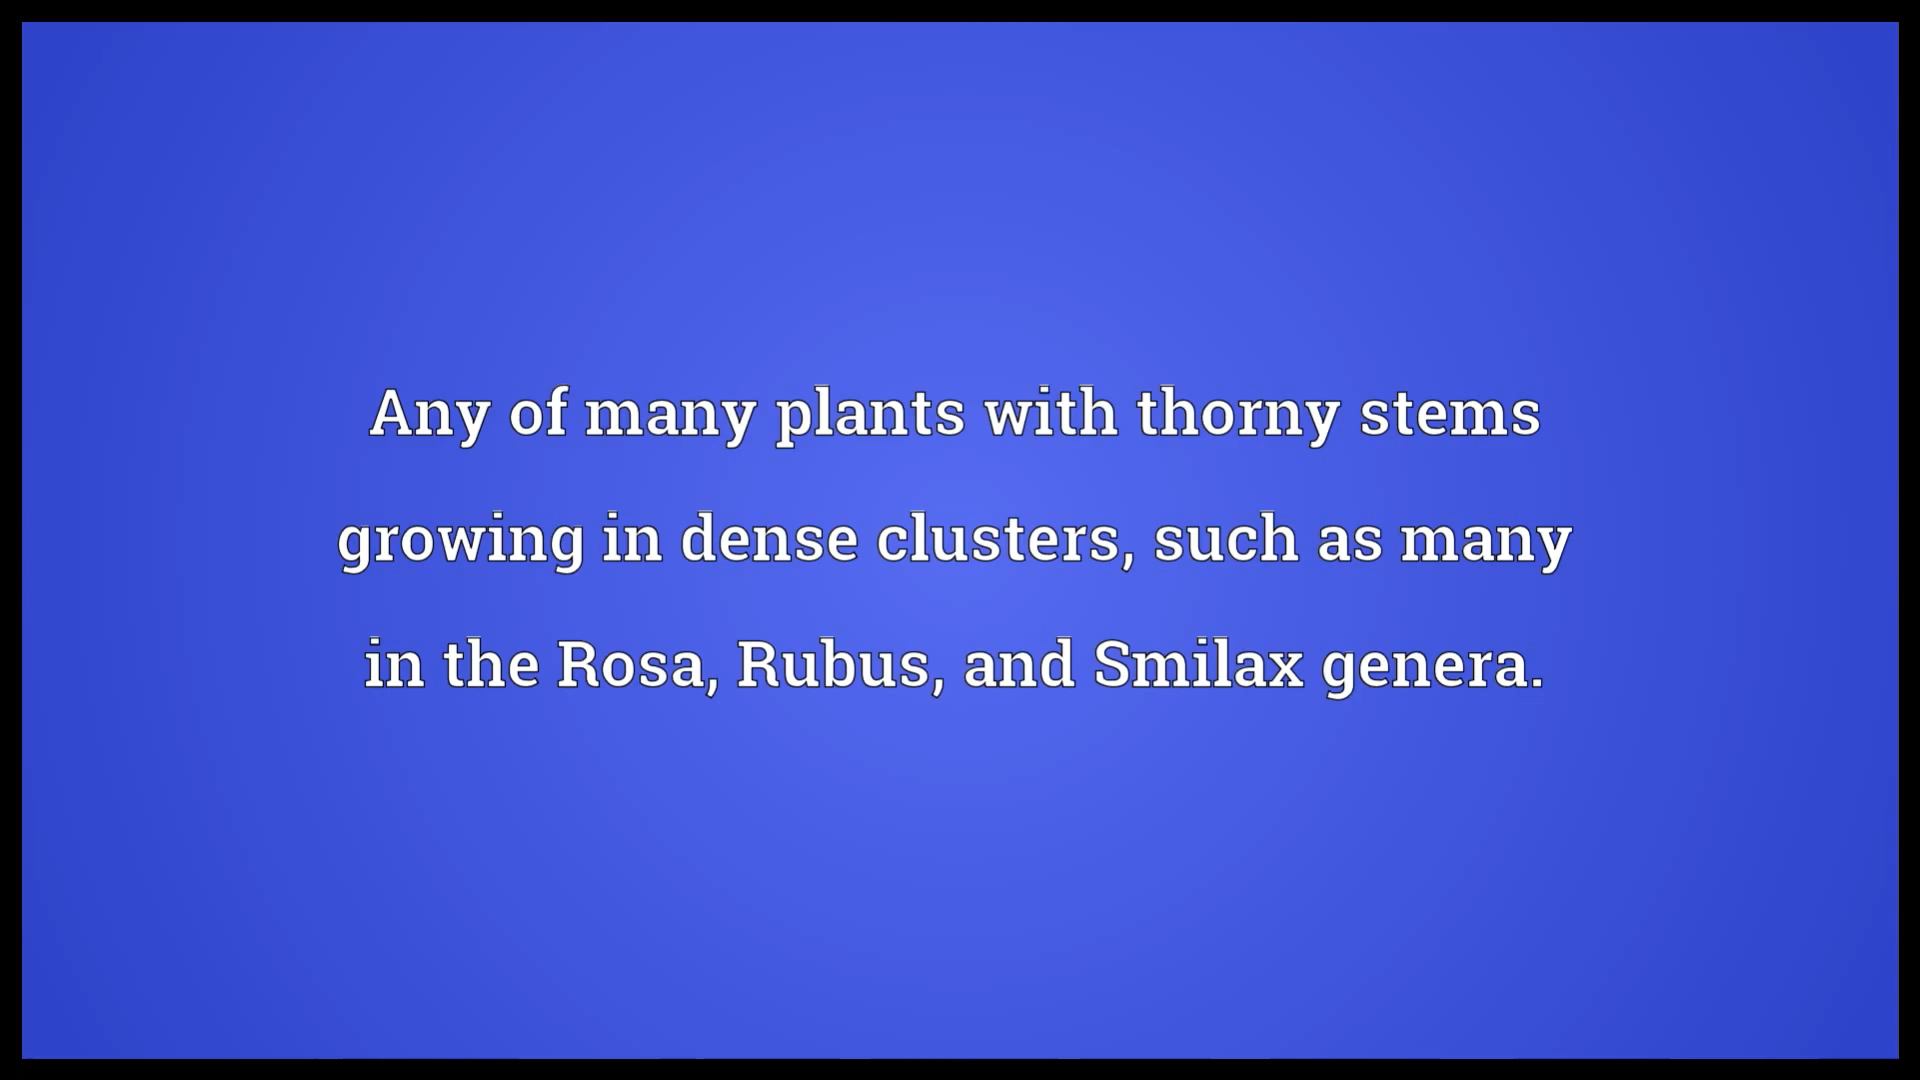 Any of many plants with thorny stems
growing in dense clusters, such as many
in the Rosa, Rubus, and Smilax genera.